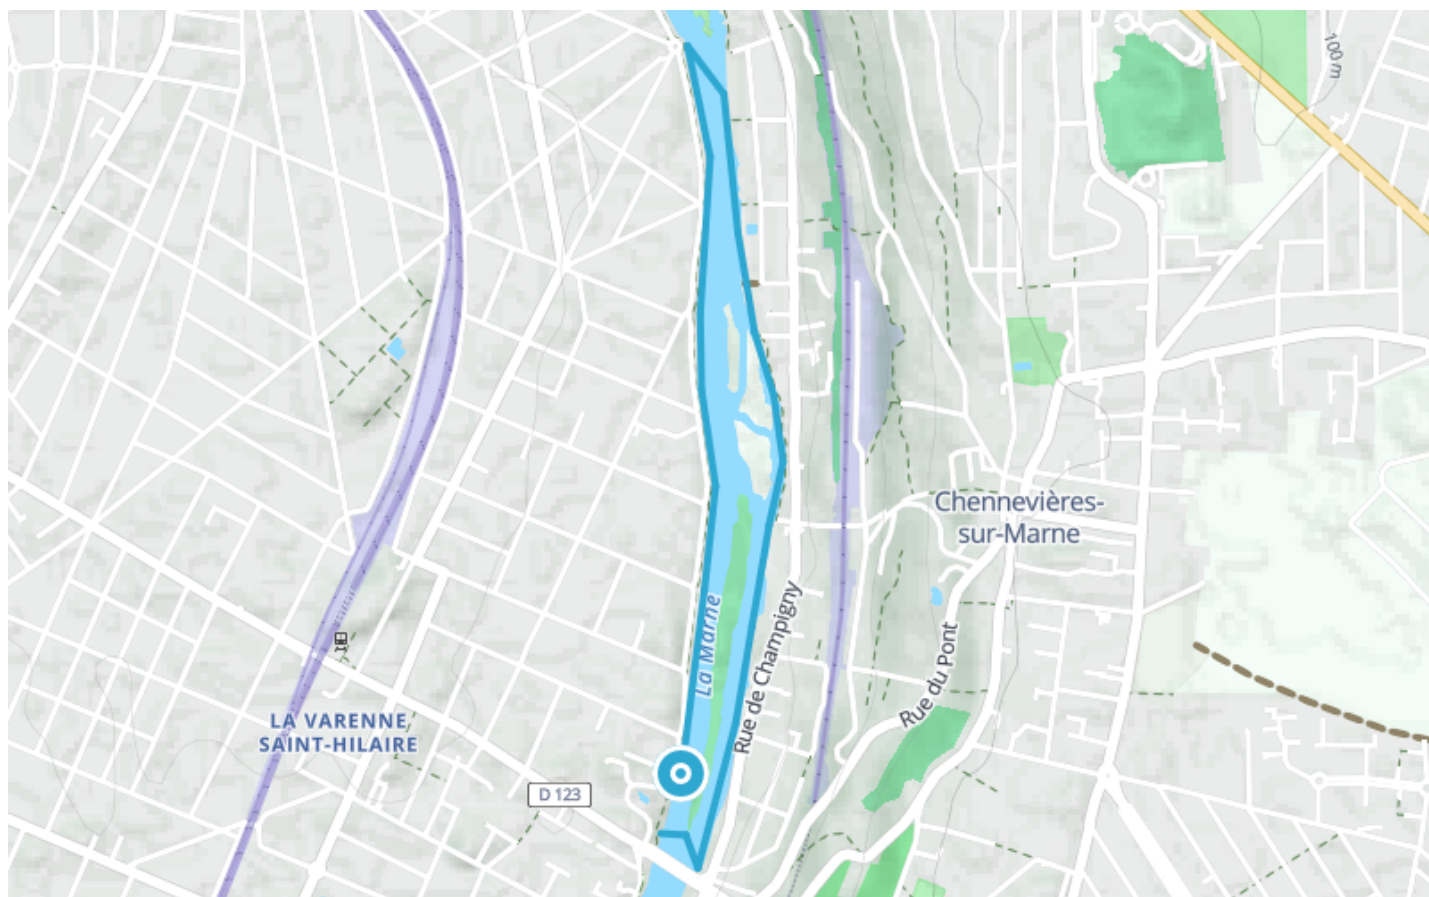 100 m
Chennevières-
sur-Marne
La Marne
Rue de Champigny
Rue du Pont
LA VARENNE
SAINT-HILAIRE
D 123